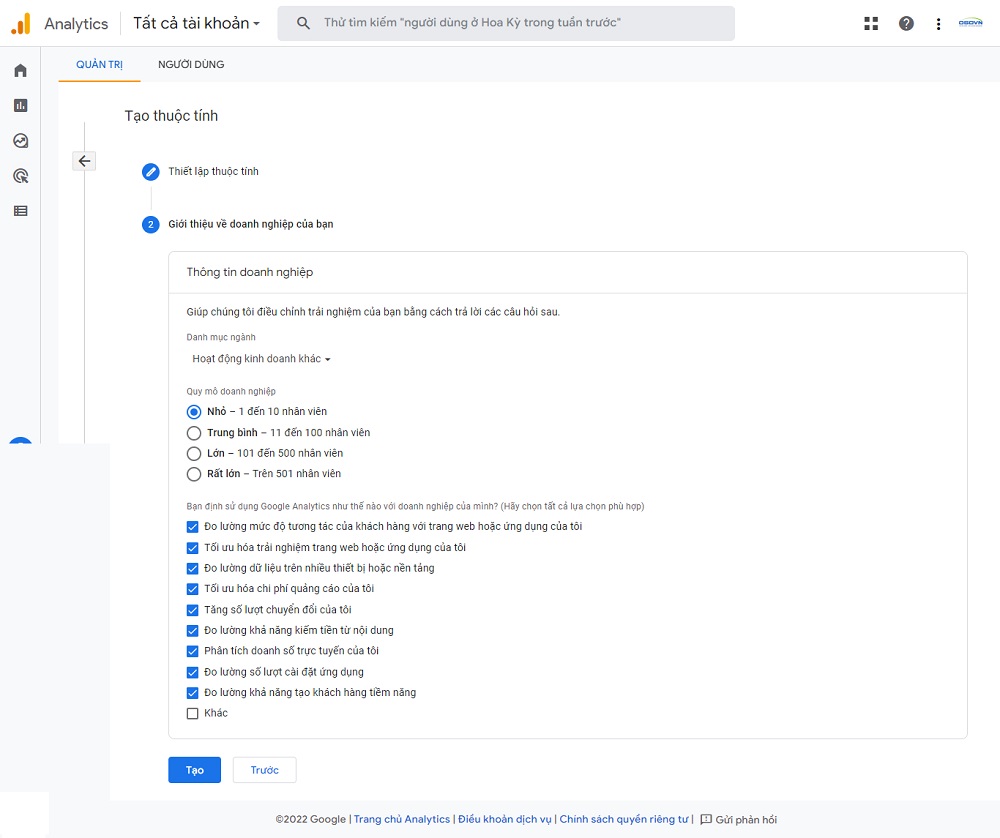 Analytics
Tất cả tài khoản
Thử tìm kiếm "người dùng ở Hoa Kỳ trong tuần trước"
OSOVN
QUẢN TRỊ
NGƯỜI DÙNG
Tạo thuộc tính
Thiết lập thuộc tính
2 Giới thiệu về doanh nghiệp của bạn
Thông tin doanh nghiệp
Giúp chúng tôi điều chỉnh trải nghiệm của bạn bằng cách trả lời các câu hỏi sau.
Danh mục ngành
Hoạt động kinh doanh khác
Quy mô doanh nghiệp
Nhỏ – 1 đến 10 nhân viên
Trung bình – 11 đến 100 nhân viên
Lớn – 101 đến 500 nhân viên
Rất lớn – Trên 501 nhân viên
Bạn định sử dụng Google Analytics như thế nào với doanh nghiệp của mình? (Hãy chọn tất cả lựa chọn phù hợp)
Đo lường mức độ tương tác của khách hàng với trang web hoặc ứng dụng của tôi
Tối ưu hóa trải nghiệm trang web hoặc ứng dụng của tôi
Đo lường dữ liệu trên nhiều thiết bị hoặc nền tảng
Tối ưu hóa chi phí quảng cáo của tôi
Tăng số lượt chuyển đổi của tôi
Đo lường khả năng kiếm tiền từ nội dung
Phân tích doanh số trực tuyến của tôi
Đo lường số lượt cài đặt ứng dụng
Đo lường khả năng tạo khách hàng tiềm năng
Khác
Tạo
Trước
©2022 Google | Trang chủ Analytics | Điều khoản dịch vụ | Chính sách quyền riêng tư | Gửi phản hồi